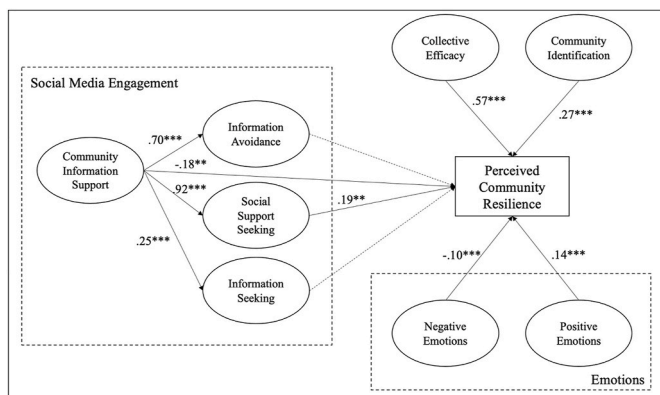 Social Media Engagement
Collective
Efficacy
Community
Identification
.57***
.27***
Information
Avoidance
.70***
-.18**
.92***
.25***
Community
Information
Support
Social
Support
Seeking
.19**
Information
Seeking
Perceived
Community
Resilience
-.10***
.14***
Negative
Emotions
Positive
Emotions
Emotions